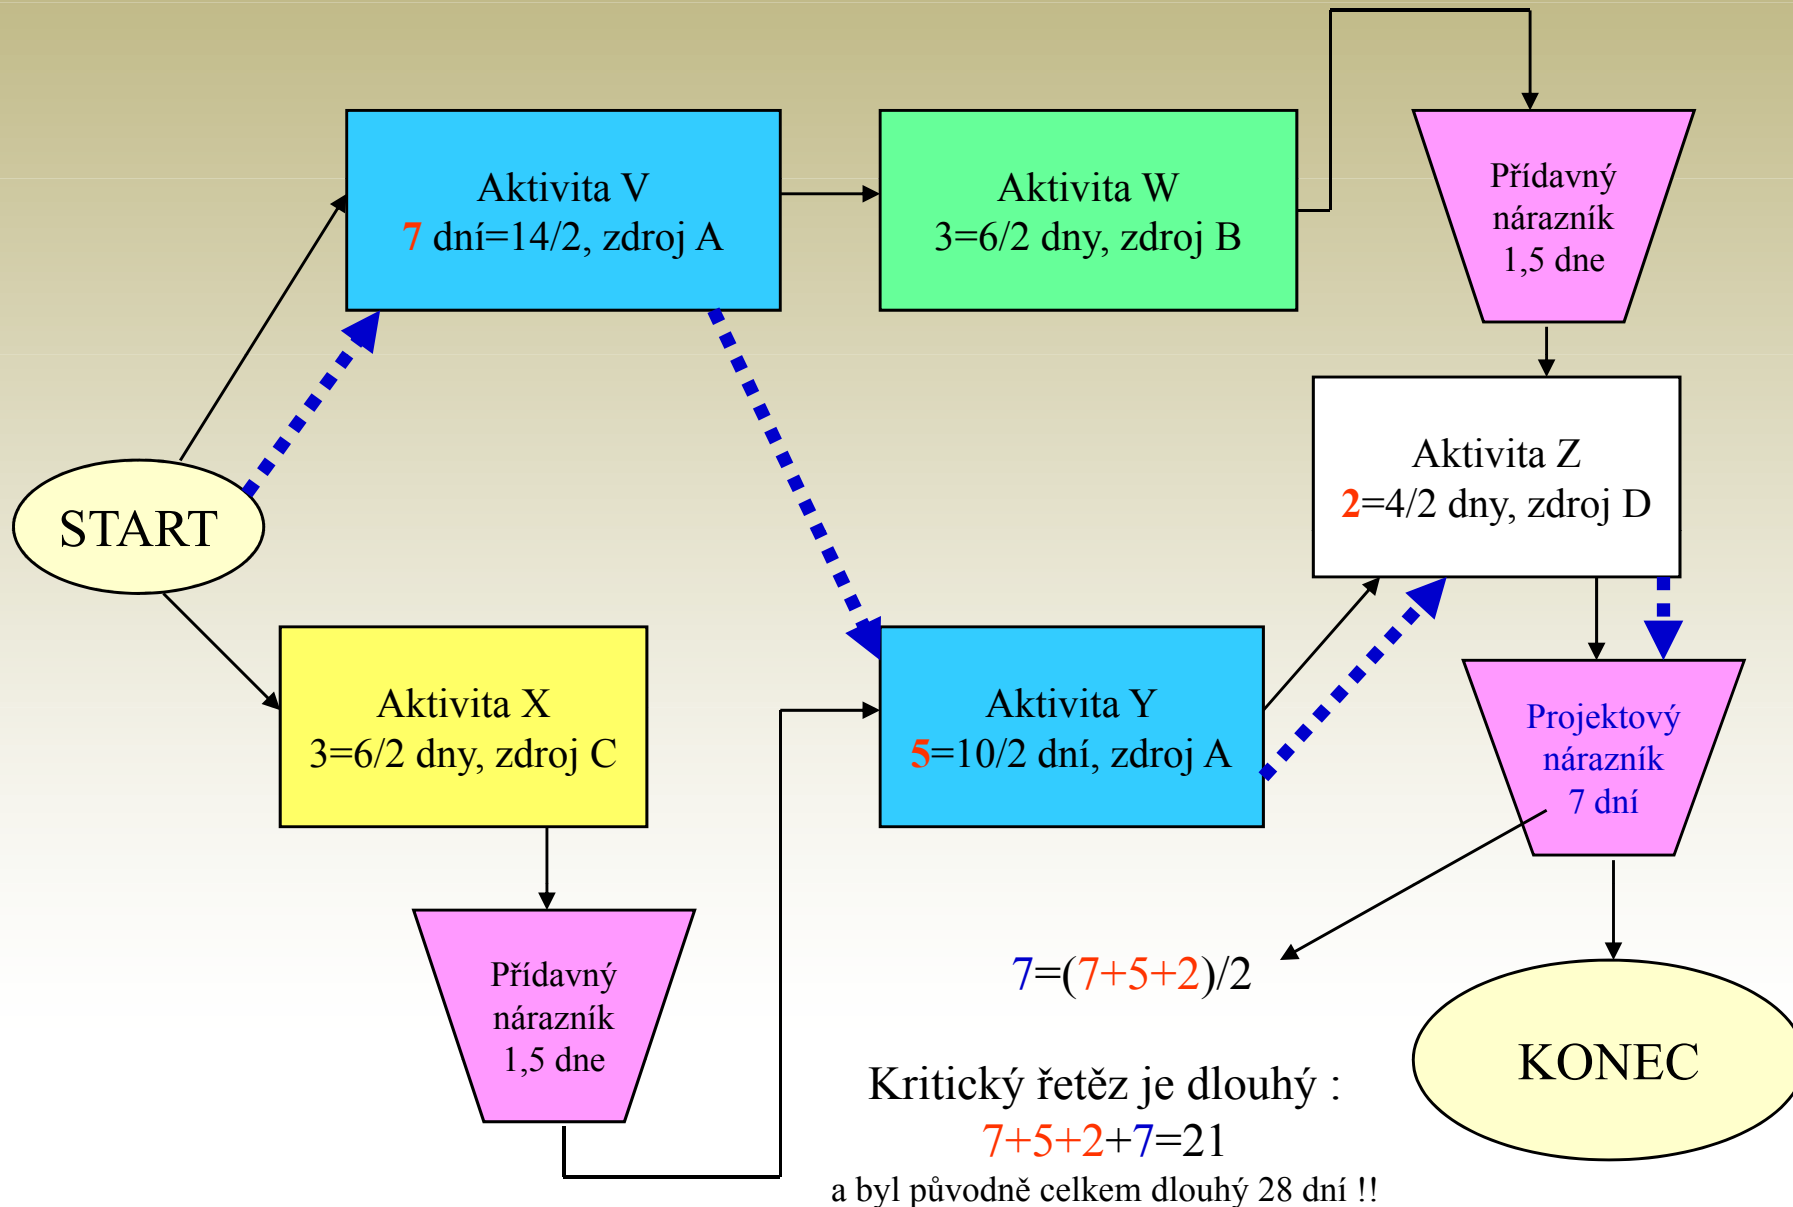 Aktivita V
7 dní=14/2, zdroj A
Aktivita W
3=6/2 dny, zdroj B
Přídavný
nárazník
1,5 dne
START
Aktivita Z
2=4/2 dny, zdroj D
Aktivita X
3=6/2 dny, zdroj C
Aktivita Y
5=10/2 dní, zdroj A
Projektový
nárazník
7 dní
Přídavný
nárazník
1,5 dne
7=(7+5+2)/2
KONEC
Kritický řetěz je dlouhý :
7+5+2+7=21
a byl původně celkem dlouhý 28 dní !!